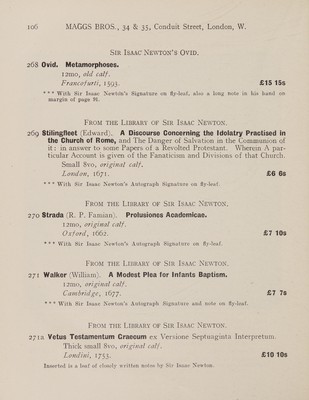 106 MAGGS BROS., 34 & 35, Conduit Street, London, W.
SIR ISAAC NEWTON'S OVID.
268 Ovid. Metamorphoses.
12mo, old calf.
Francofurti, 1593. £15 15s
*** With Sir Isaac Newton's Signature on fly-leaf, also a long note in his hand on
margin of page 91.
FROM THE LIBRARY OF SIR ISAAC NEWTON.
269 Stilingfleet (Edward). A Discourse Concerning the Idolatry Practised in
the Church of Rome, and The Danger of Salvation in the Communion of
it: in answer to some Papers of a Revolted Protestant. Wherein A par-
ticular Account is given of the Fanaticism and Divisions of that Church.
Small 8vo, original calf.
London, 1671. £6 6s
*** With Sir Isaac Newton's Autograph Signature on fly-leaf.
FROM THE LIBRARY OF SIR ISAAC NEWTON.
270 Strada (R. P. Famian). Prolusiones Academicas.
12mo, original calf.
Oxford, 1662. £7 10s
*** With Sir Isaac Newton's Autograph Signature on fly-leaf.
FROM THE LIBRARY OF SIR ISAAC NEWTON.
271 Walker (William). A Modest Plea for Infants Baptism.
12mo, original calf.
Cambridge, 1677. £7 7s
*** With Sir Isaac Newton's Autograph Signature and note on fly-leaf.
FROM THE LIBRARY OF SIR ISAAC NEWTON.
271a Vetus Testamentum Graecum ex Versione Septuaginta Interpretum.
Thick small 8vo, original calf.
Londini, 1753. £10 10s
Inserted is a leaf of closely written notes by Sir Isaac Newton.